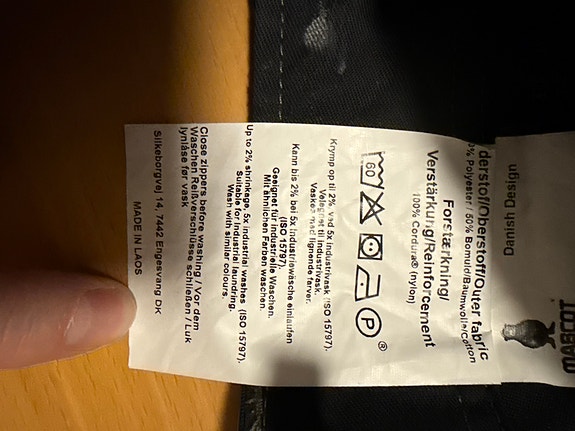 MASCOT
Danish Design
derstof/Oberstoff/Outer fabric
% Polyester / 50% Bomuld/Baumwolle/Cotton
Forstærkning/
Verstärkung/Reinforcement
100% Cordura® (nylon)
60
P
®
Krymp op til 2% ved 5x industrivask (ISO 15797).
Velegnet til industrivask.
Vaskes med lignende farver.
Kann bis 2% bei 5x Industriewäsche einlaufen
(ISO 15797).
Geeignet für industrielle Waschen.
Mit ähnlichen Farben waschen.
Up to 2% shrinkage, 5x industrial washes (ISO 15797).
Suitable for industrial laundring.
Wash with similar colours.
Close zippers before washing / Vor dem
Waschen Reißverschlüsse schließen / Luk
lynlåse før vask
Silkeborgvej 14, 7442 Engesvang DK
MADE IN LAOS